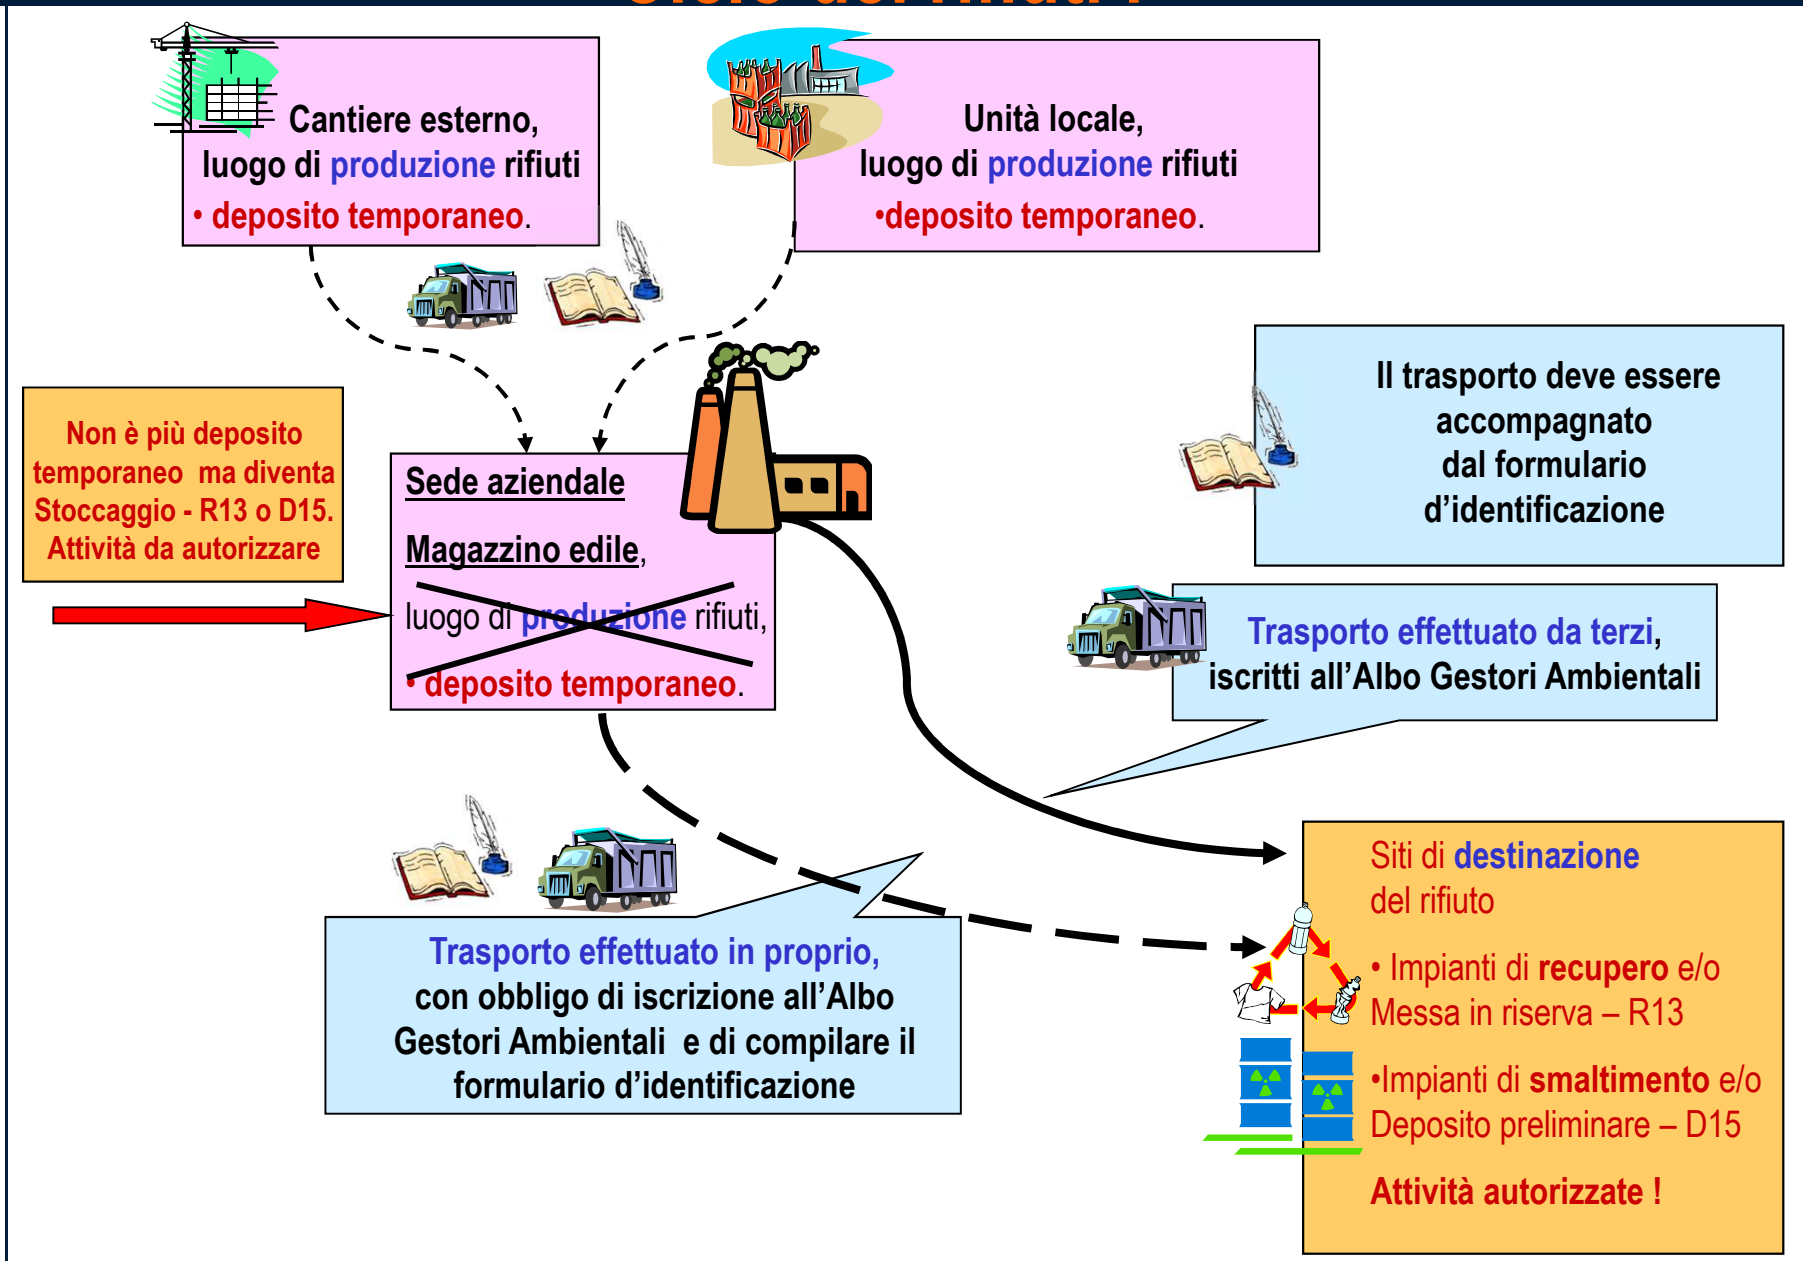 Cantiere esterno,
luogo di produzione rifiuti
• deposito temporaneo.
Unità locale,
luogo di produzione rifiuti
•deposito temporaneo.
Il trasporto deve essere
accompagnato
dal formulario
d’identificazione
Non è più deposito
temporaneo ma diventa
Stoccaggio - R13 o D15.
Attività da autorizzare
Sede aziendale
Magazzino edile,
luogo di produzione rifiuti,
• deposito temporaneo.
Trasporto effettuato da terzi,
iscritti all’Albo Gestori Ambientali
Trasporto effettuato in proprio,
con obbligo di iscrizione all’Albo
Gestori Ambientali e di compilare il
formulario d’identificazione
Siti di destinazione
del rifiuto
• Impianti di recupero e/o
Messa in riserva – R13
•Impianti di smaltimento e/o
Deposito preliminare – D15
Attività autorizzate !